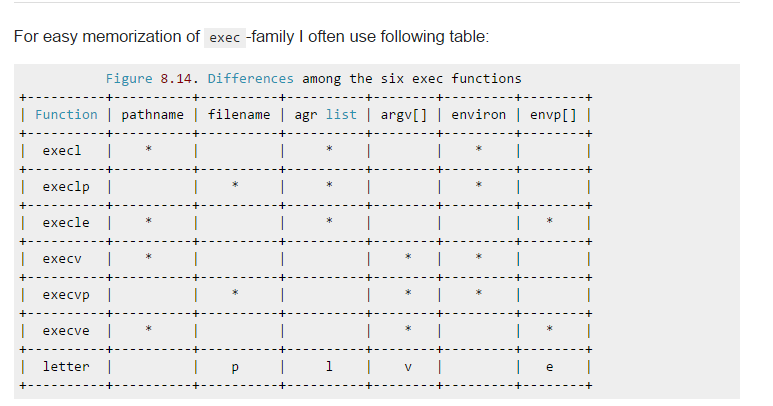 For easy memorization of exec -family I often use following table:
Figure 8.14. Differences among the six exec functions
+----------+----------+----------+----------+--------+---------+--------+
| Function | pathname | filename | agr list | argv[] | environ | envp[] |
+----------+----------+----------+----------+--------+---------+--------+
| execl | * | | * | | * | |
+----------+----------+----------+----------+--------+---------+--------+
| execlp | | * | * | | * | |
+----------+----------+----------+----------+--------+---------+--------+
| execle | * | | * | | | * |
+----------+----------+----------+----------+--------+---------+--------+
| execv | * | | | * | * | |
+----------+----------+----------+----------+--------+---------+--------+
| execvp | | * | | * | * | |
+----------+----------+----------+----------+--------+---------+--------+
| execve | * | | | * | | * |
+----------+----------+----------+----------+--------+---------+--------+
| letter | | p | l | v | | e |
+----------+----------+----------+----------+--------+---------+--------+